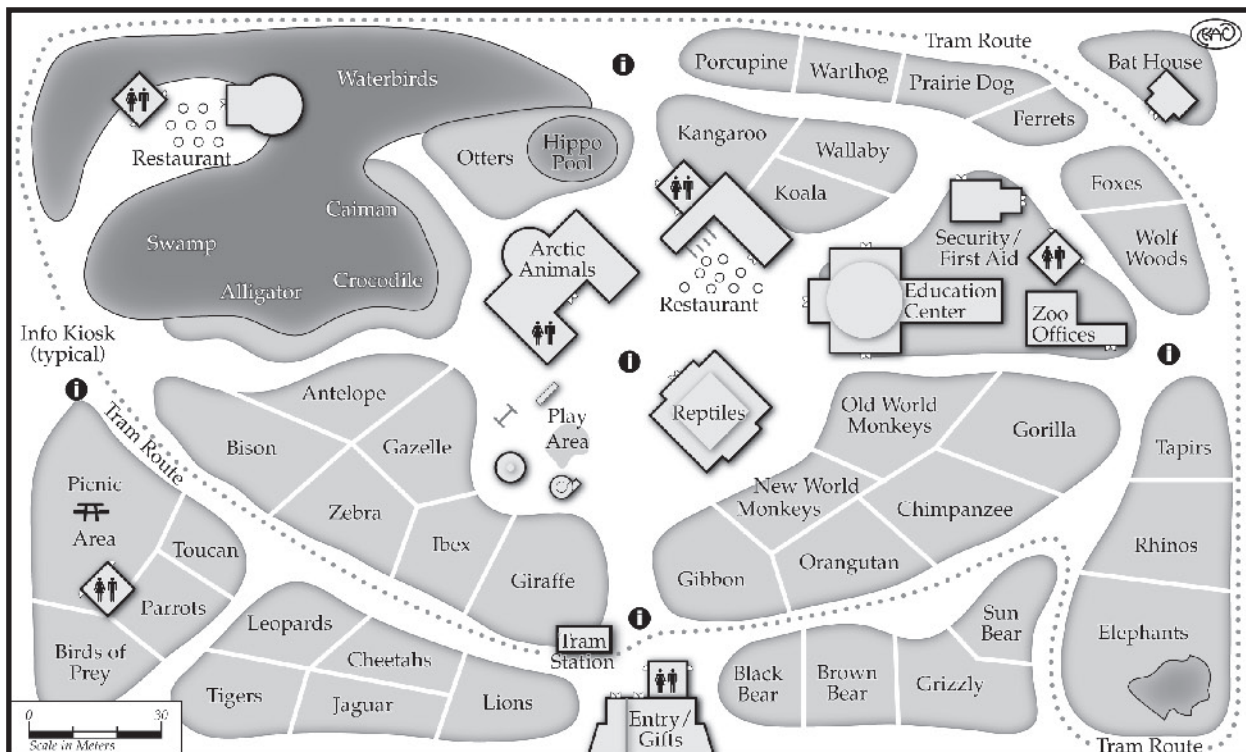 Tram Route
Bat House
Porcupine
Warthog
Prairie Dog
Ferrets
Waterbirds
Restaurant
Otters
Hippo
Pool
Kangaroo
Wallaby
Koala
Foxes
Wolf
Woods
Caiman
Swamp
Alligator
Crocodile
Arctic
Animals
Restaurant
Security/
First Aid
Education
Center
Zoo
Offices
Info Kiosk
(typical)
i
i
i
i
i
Tram Route
Antelope
Bison
Gazelle
Zebra
Ibex
Giraffe
Play
Area
Reptiles
Old World
Monkeys
Gorilla
New World
Monkeys
Chimpanzee
Gibbon
Orangutan
Tapirs
Rhinos
Elephants
Picnic
Area
Toucan
Parrots
Birds of
Prey
Leopards
Cheetahs
Tigers
Jaguar
Lions
Tram
Station
Entry/
Gifts
Black
Bear
Brown
Bear
Grizzly
Sun
Bear
Tram Route
0 30
Scale in Meters